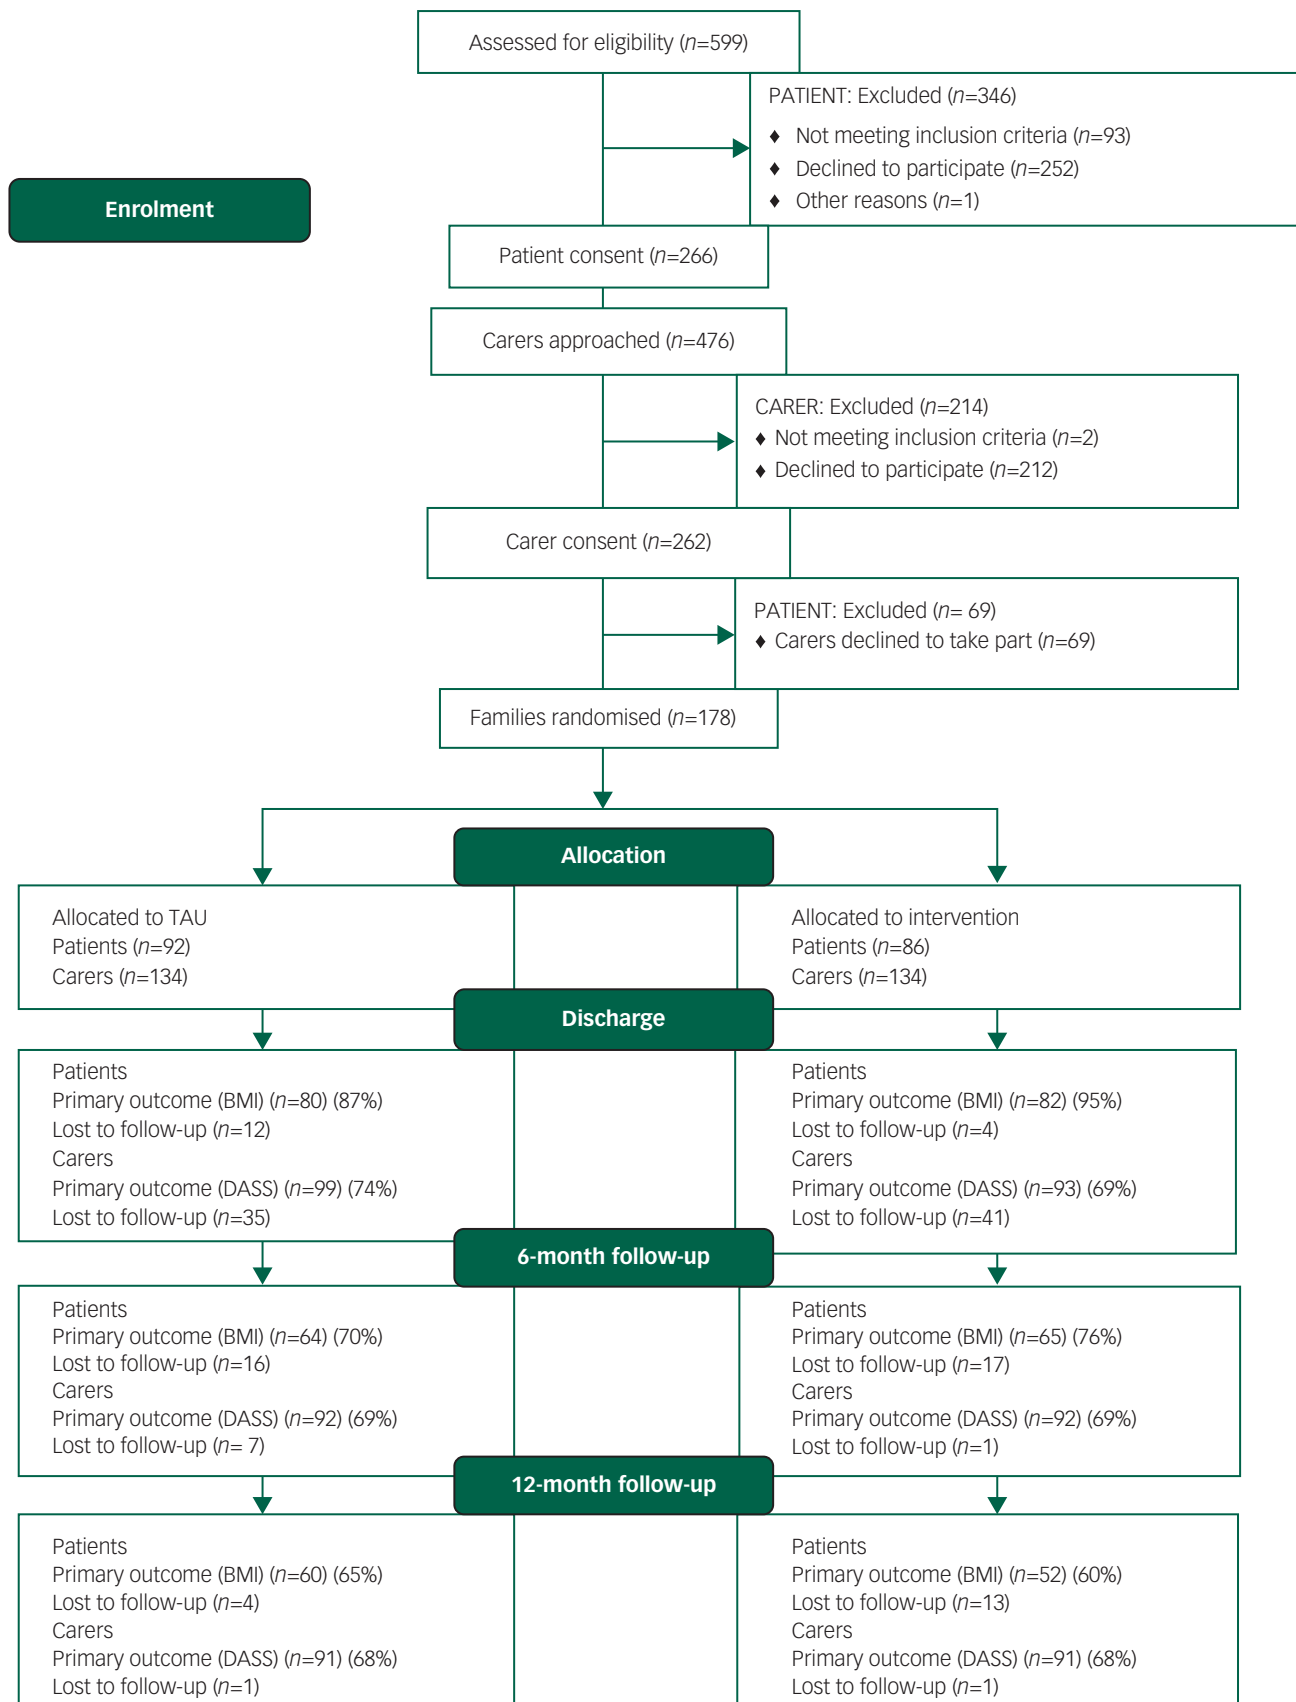 Assessed for eligibility (n=599)
PATIENT: Excluded (n=346)
♦ Not meeting inclusion criteria (n=93)
♦ Declined to participate (n=252)
♦ Other reasons (n=1)
Enrolment
Patient consent (n=266)
Carers approached (n=476)
CARER: Excluded (n=214)
♦ Not meeting inclusion criteria (n=2)
♦ Declined to participate (n=212)
Carer consent (n=262)
PATIENT: Excluded (n= 69)
♦ Carers declined to take part (n=69)
Families randomised (n=178)
Allocation
Allocated to TAU
Patients (n=92)
Carers (n=134)
Allocated to intervention
Patients (n=86)
Carers (n=134)
Discharge
Patients
Primary outcome (BMI) (n=80) (87%)
Lost to follow-up (n=12)
Carers
Primary outcome (DASS) (n=99) (74%)
Lost to follow-up (n=35)
Patients
Primary outcome (BMI) (n=82) (95%)
Lost to follow-up (n=4)
Carers
Primary outcome (DASS) (n=93) (69%)
Lost to follow-up (n=41)
6-month follow-up
Patients
Primary outcome (BMI) (n=64) (70%)
Lost to follow-up (n=16)
Carers
Primary outcome (DASS) (n=92) (69%)
Lost to follow-up (n= 7)
Patients
Primary outcome (BMI) (n=65) (76%)
Lost to follow-up (n=17)
Carers
Primary outcome (DASS) (n=92) (69%)
Lost to follow-up (n=1)
12-month follow-up
Patients
Primary outcome (BMI) (n=60) (65%)
Lost to follow-up (n=4)
Carers
Primary outcome (DASS) (n=91) (68%)
Lost to follow-up (n=1)
Patients
Primary outcome (BMI) (n=52) (60%)
Lost to follow-up (n=13)
Carers
Primary outcome (DASS) (n=91) (68%)
Lost to follow-up (n=1)